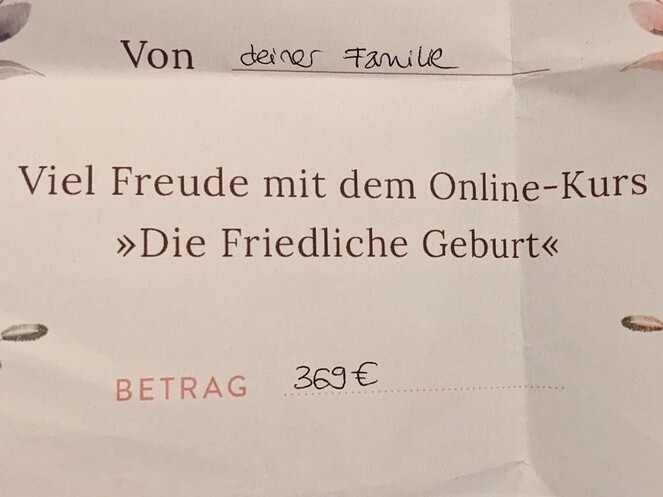 Von deiner Familie
Viel Freude mit dem Online-Kurs
»Die Friedliche Geburt«
BETRAG 369€